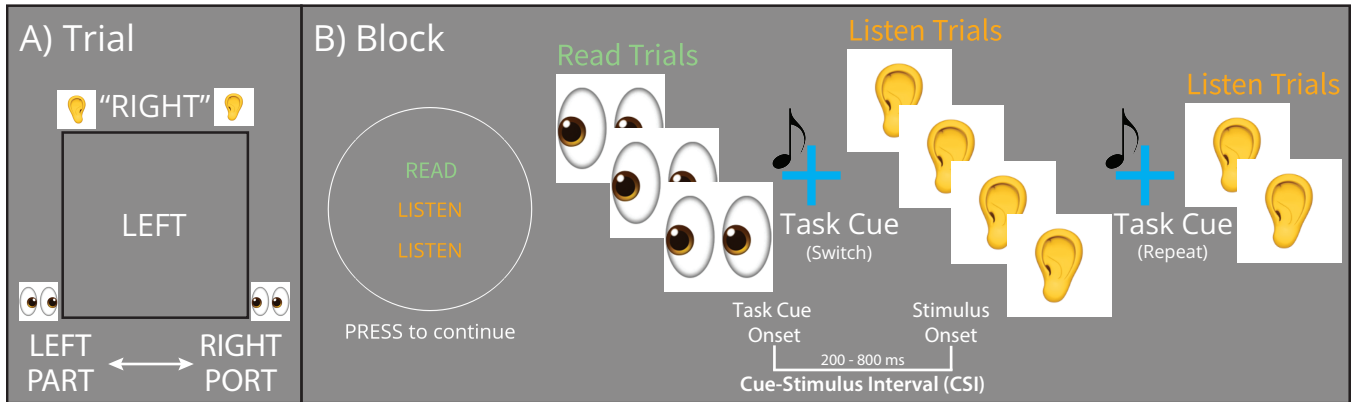 A) Trial
“RIGHT”
LEFT
LEFT
PART
RIGHT
PORT
B) Block
READ
LISTEN
LISTEN
PRESS to continue
Read Trials
Task Cue
(Switch)
Listen Trials
Task Cue
(Repeat)
Listen Trials
Task Cue
Onset
Stimulus
Onset
200 - 800 ms
Cue-Stimulus Interval (CSI)